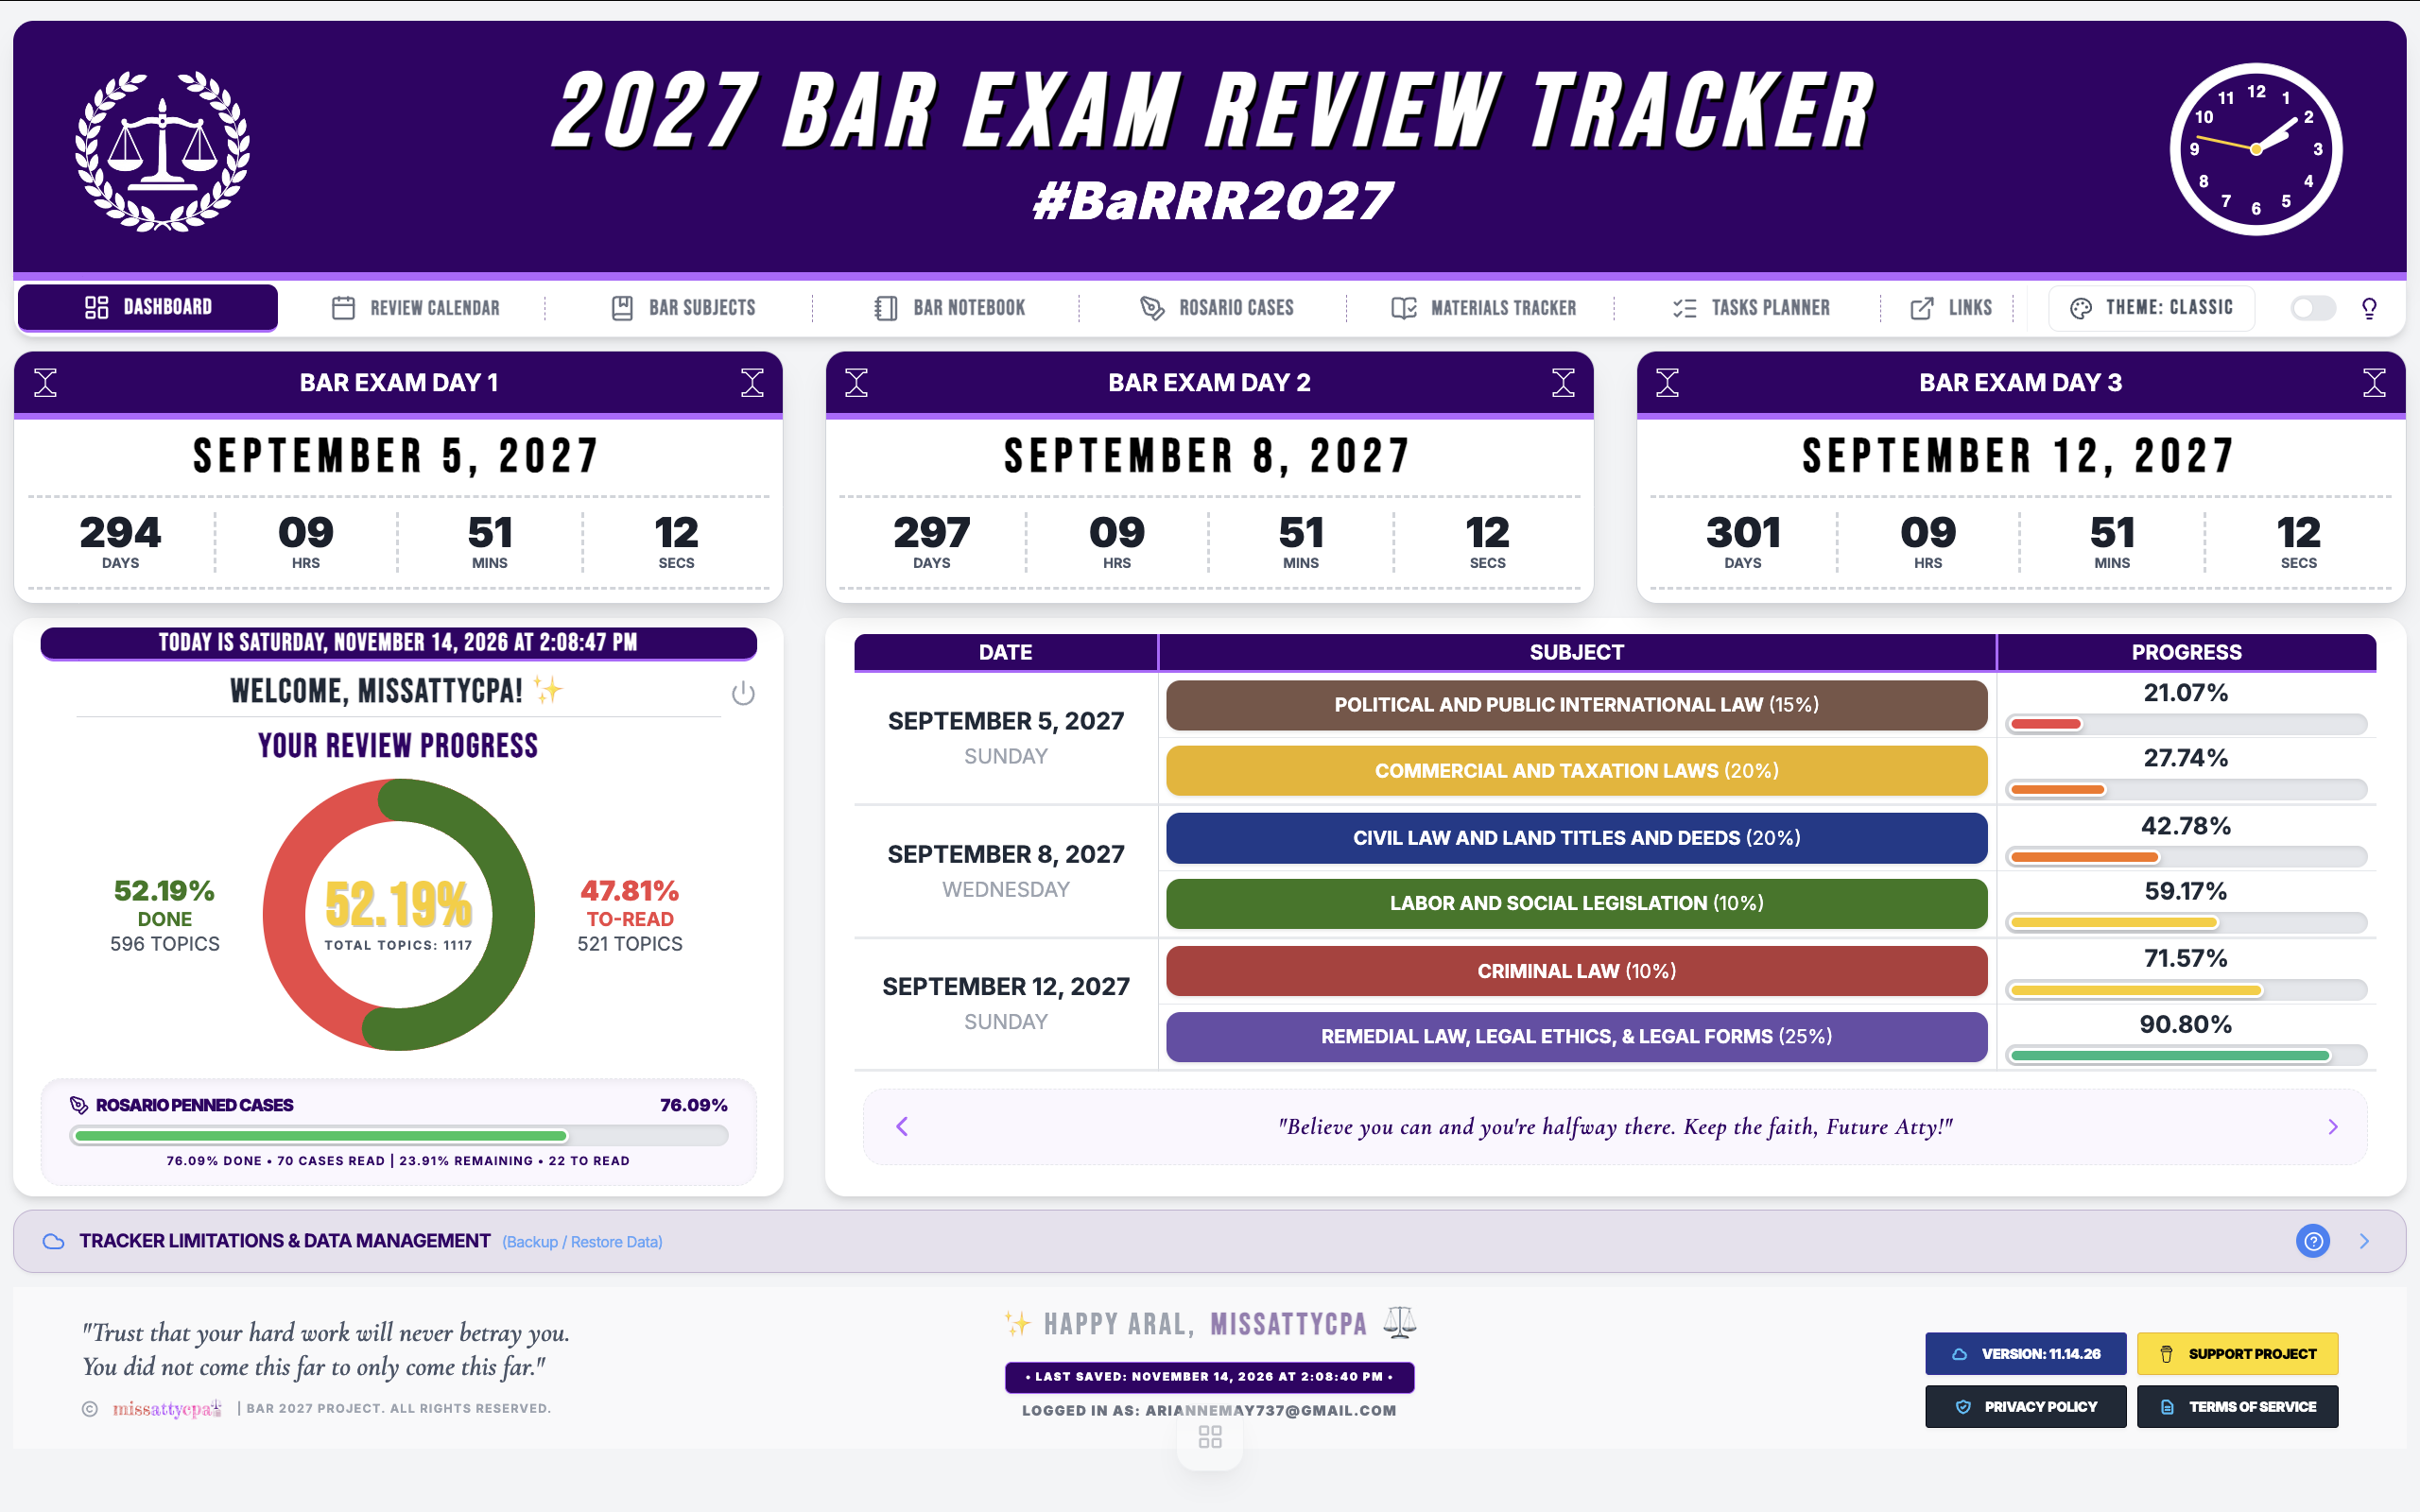 2027 BAR EXAM REVIEW TRACKER
#BaRRR2027
12
1
2
3
4
5
6
7
8
9
10
11
DASHBOARD
REVIEW CALENDAR
BAR SUBJECTS
BAR NOTEBOOK
ROSARIO CASES
MATERIALS TRACKER
TASKS PLANNER
LINKS
THEME: CLASSIC
BAR EXAM DAY 1
SEPTEMBER 5, 2027
294 09 51 12
DAYS HRS MINS SECS
BAR EXAM DAY 2
SEPTEMBER 8, 2027
297 09 51 12
DAYS HRS MINS SECS
BAR EXAM DAY 3
SEPTEMBER 12, 2027
301 09 51 12
DAYS HRS MINS SECS
TODAY IS SATURDAY, NOVEMBER 14, 2026 AT 2:08:47 PM
WELCOME, MISSATTYCPA! ✨
YOUR REVIEW PROGRESS
52.19%
DONE
596 TOPICS
52.19%
TOTAL TOPICS: 1117
47.81%
TO-READ
521 TOPICS
ROSARIO PENNED CASES 76.09%
76.09% DONE • 70 CASES READ | 23.91% REMAINING • 22 TO READ
DATE SUBJECT PROGRESS
SEPTEMBER 5, 2027
SUNDAY
POLITICAL AND PUBLIC INTERNATIONAL LAW (15%)
21.07%
COMMERCIAL AND TAXATION LAWS (20%)
27.74%
SEPTEMBER 8, 2027
WEDNESDAY
CIVIL LAW AND LAND TITLES AND DEEDS (20%)
42.78%
LABOR AND SOCIAL LEGISLATION (10%)
59.17%
SEPTEMBER 12, 2027
SUNDAY
CRIMINAL LAW (10%)
71.57%
REMEDIAL LAW, LEGAL ETHICS, & LEGAL FORMS (25%)
90.80%
"Believe you can and you're halfway there. Keep the faith, Future Atty!"
TRACKER LIMITATIONS & DATA MANAGEMENT (Backup / Restore Data)
"Trust that your hard work will never betray you.
You did not come this far to only come this far."
© missattycpa | BAR 2027 PROJECT. ALL RIGHTS RESERVED.
✨ HAPPY ARAL, MISSATTYCPA ⚖️
• LAST SAVED: NOVEMBER 14, 2026 AT 2:08:40 PM •
LOGGED IN AS: ARIANNEMAY737@GMAIL.COM
VERSION: 11.14.26
SUPPORT PROJECT
PRIVACY POLICY
TERMS OF SERVICE